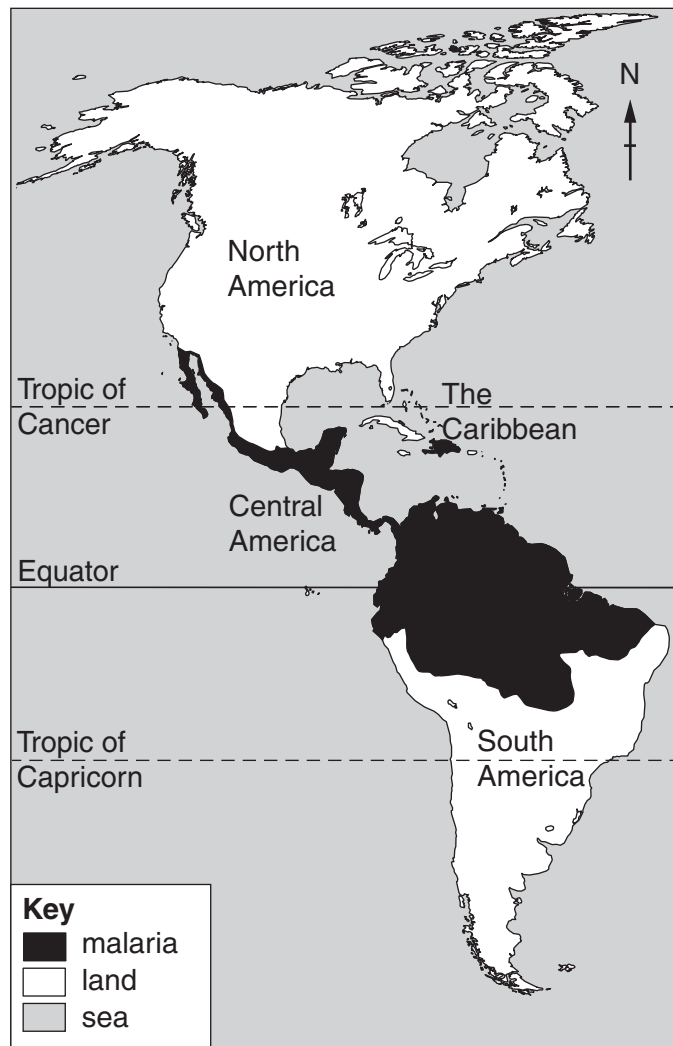 N
North
America
Tropic of
Cancer
The
Caribbean
Central
America
Equator
Tropic of
Capricorn
South
America
Key
malaria
land
sea